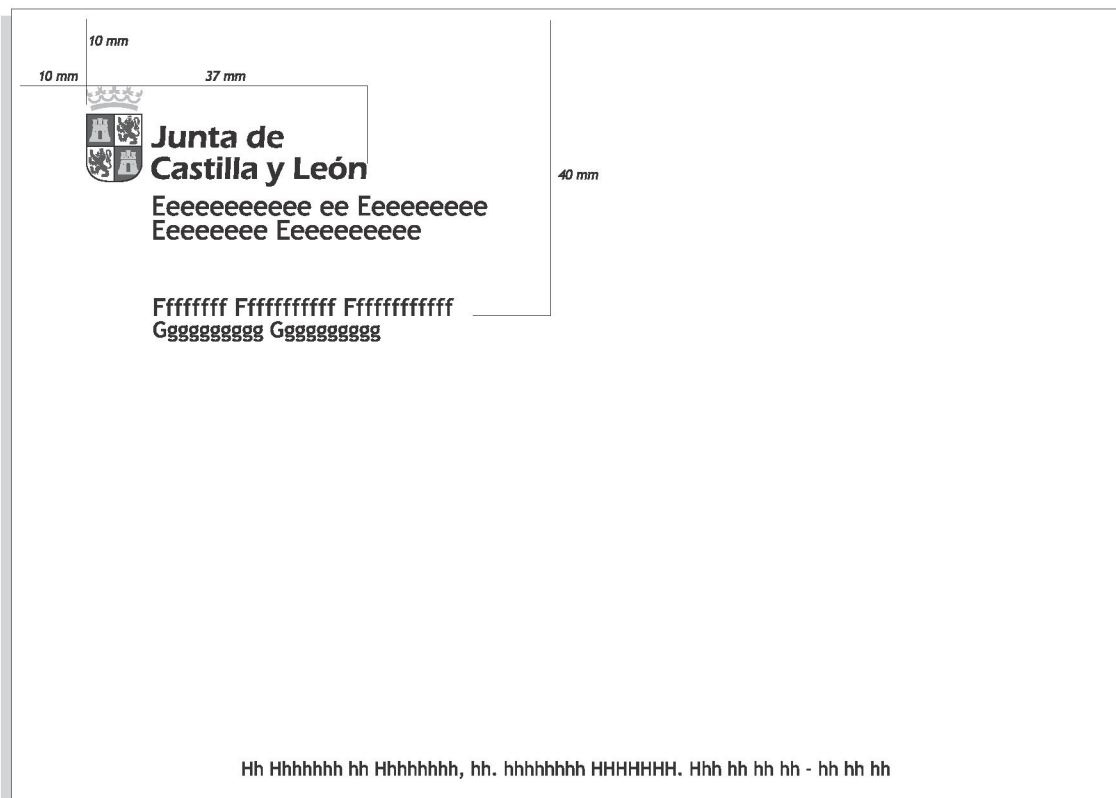 10 mm
10 mm 37 mm
Junta de
Castilla y León
40 mm
Eeeeeeeeeee ee Eeeeeeeee
Eeeeeeee Eeeeeeeeee
Ffffffff Fffffffffff Ffffffffffff
Gggggggggg Gggggggggg
Hh Hhhhhhh hh Hhhhhhhh, hh. hhhhhhhh HHHHHHH. Hhh hh hh hh - hh hh hh